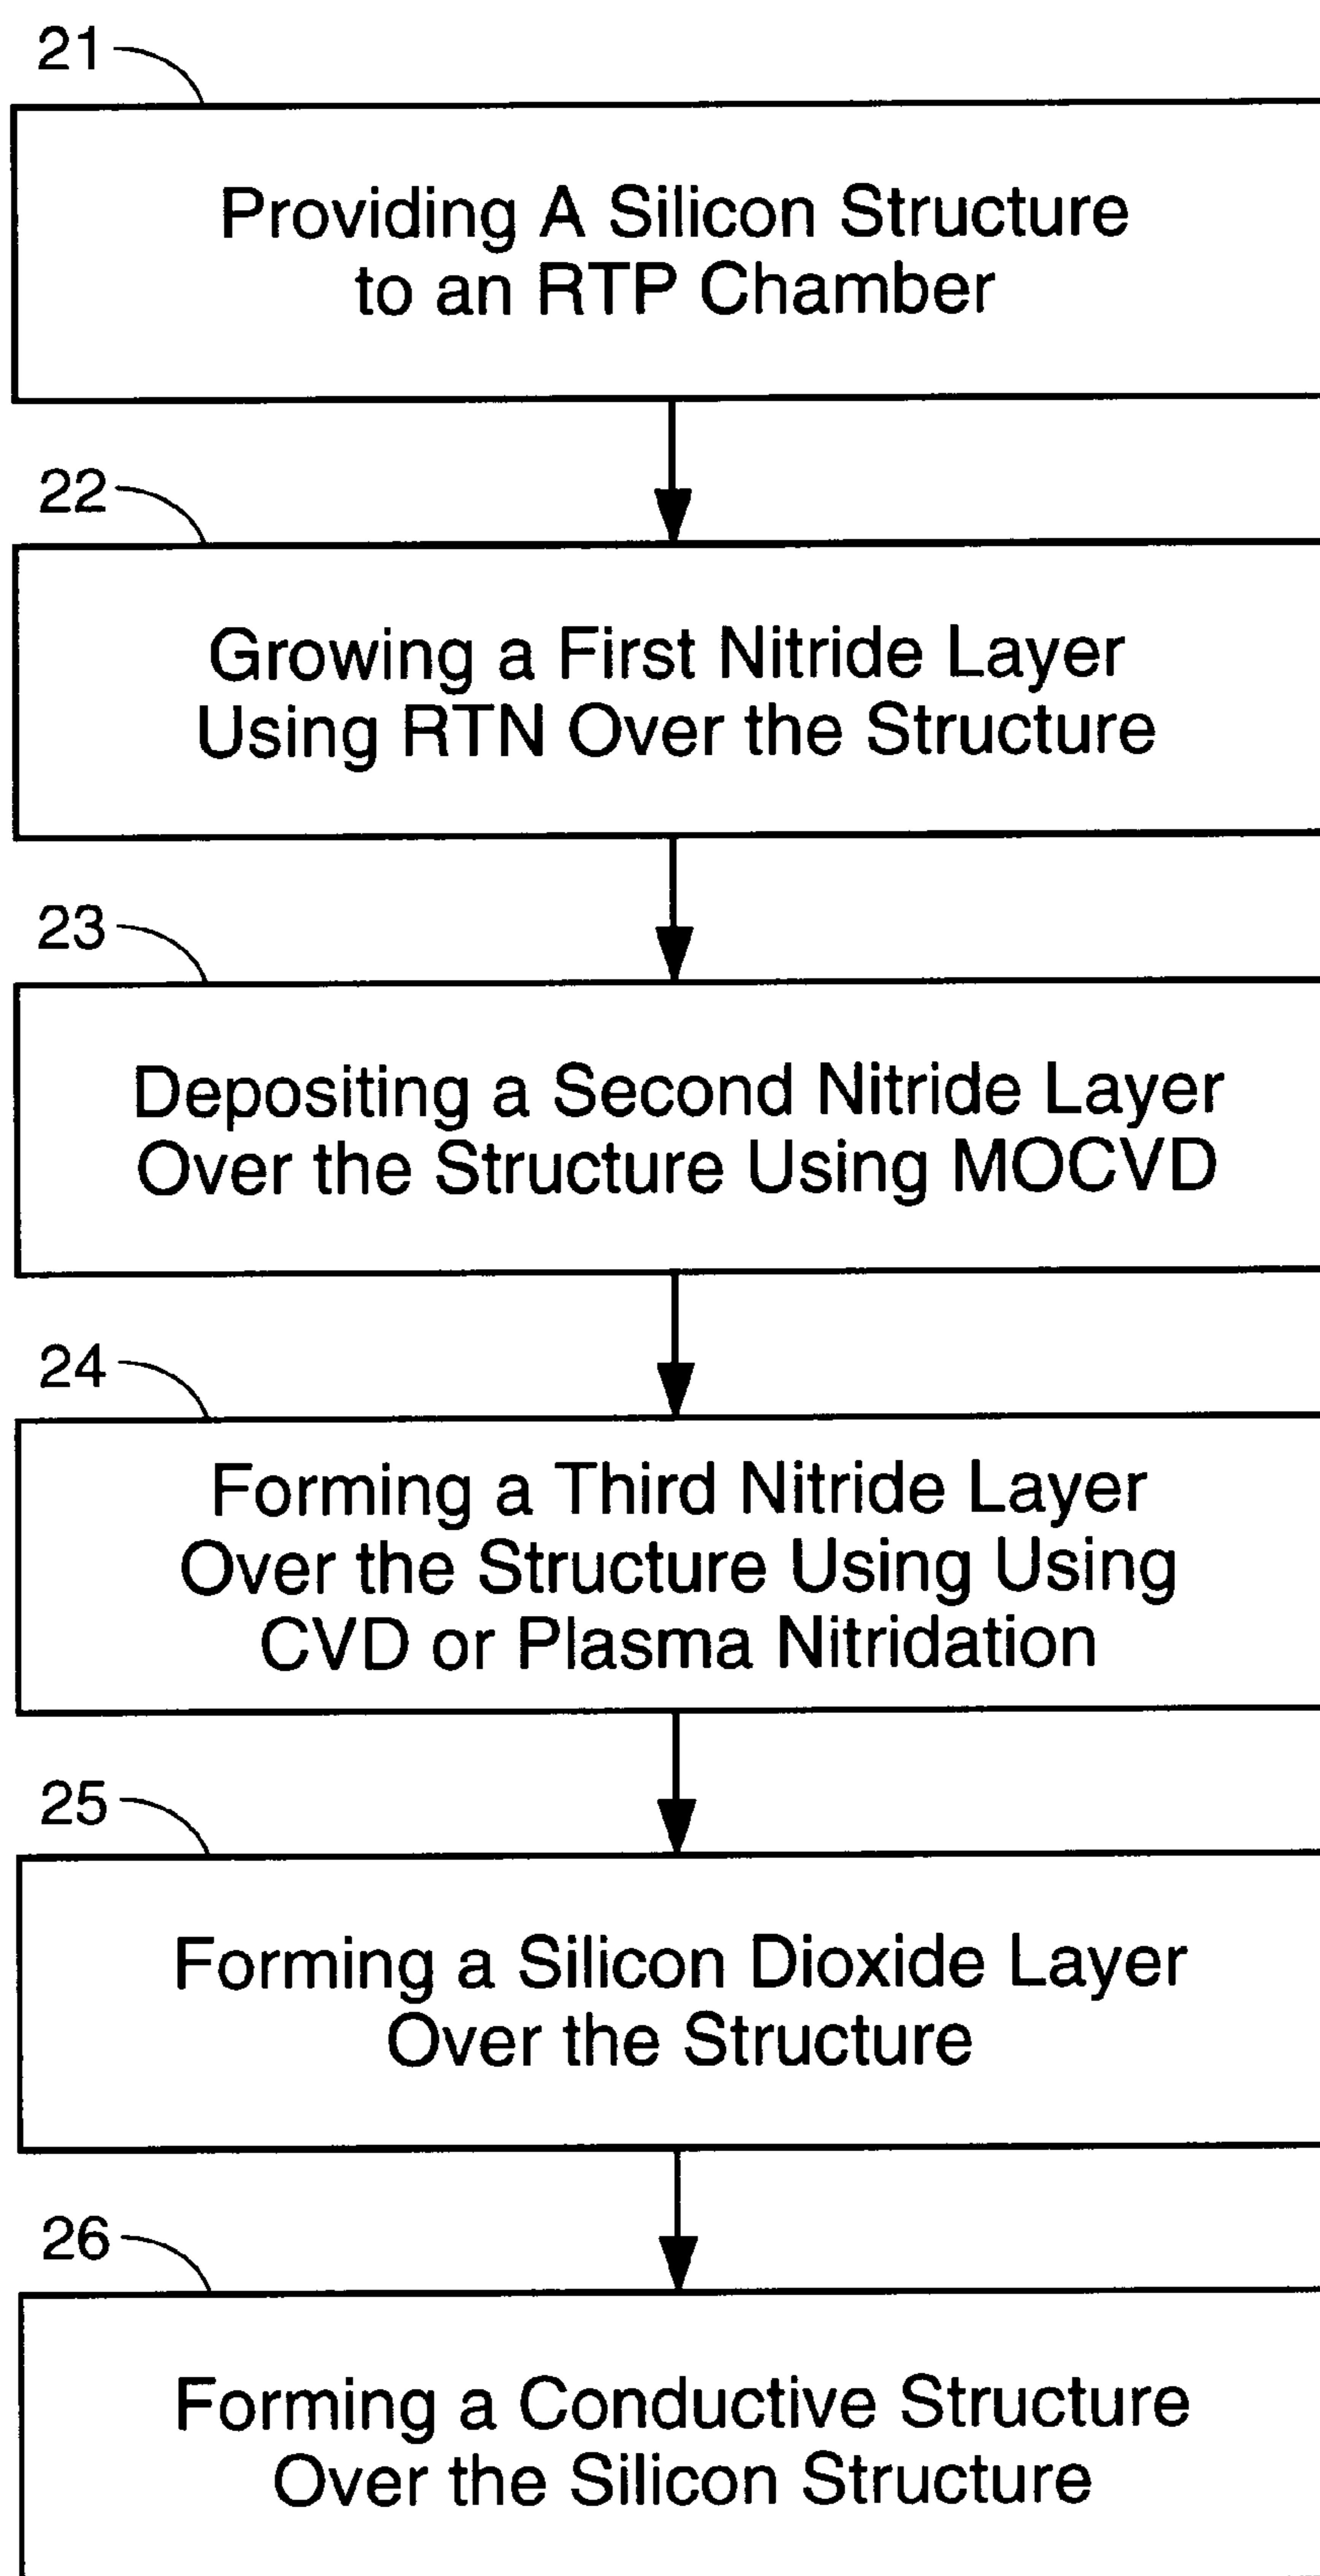 21
Providing A Silicon Structure
to an RTP Chamber
22
Growing a First Nitride Layer
Using RTN Over the Structure
23
Depositing a Second Nitride Layer
Over the Structure Using MOCVD
24
Forming a Third Nitride Layer
Over the Structure Using Using
CVD or Plasma Nitridation
25
Forming a Silicon Dioxide Layer
Over the Structure
26
Forming a Conductive Structure
Over the Silicon Structure